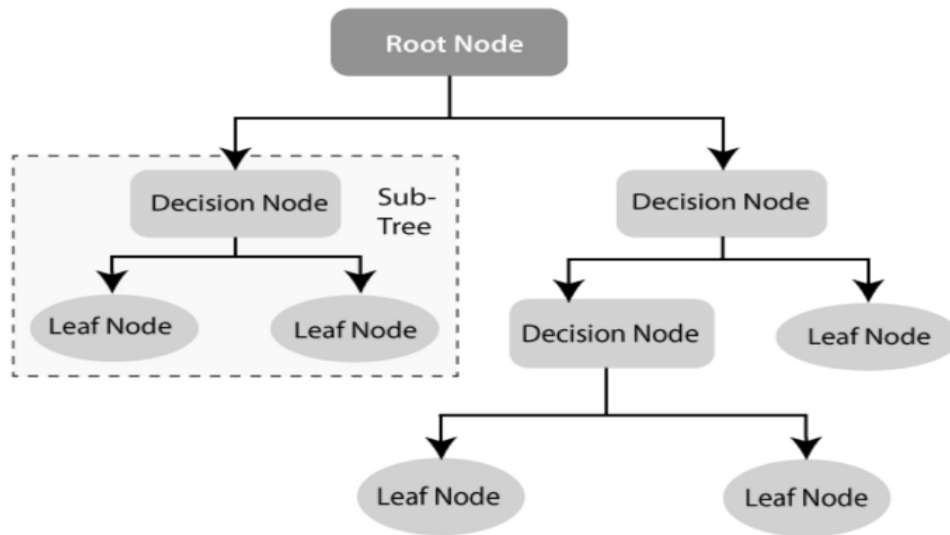 Root Node
Decision Node
Sub-
Tree
Decision Node
Leaf Node
Leaf Node
Decision Node
Leaf Node
Leaf Node
Leaf Node